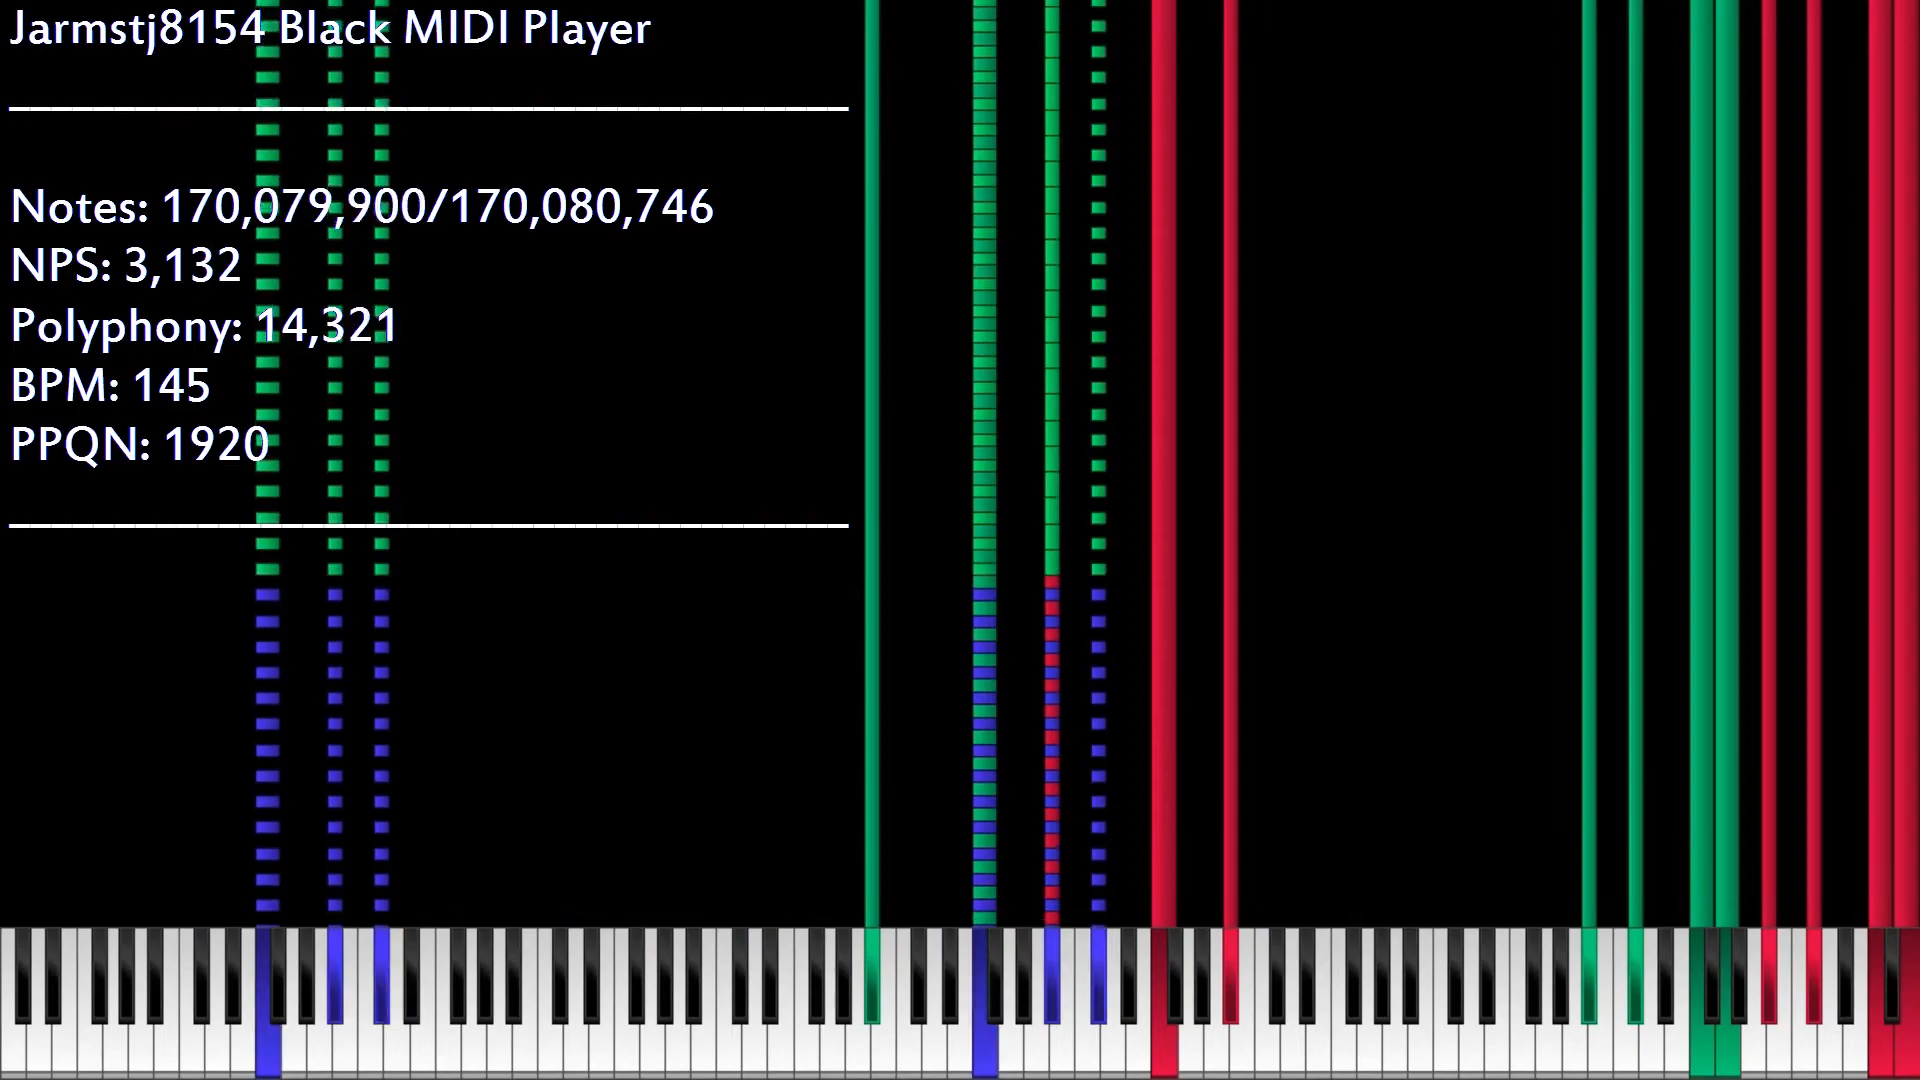 Jarmstj8154 Black MIDI Player
Notes: 170,079,900/170,080,746
NPS: 3,132
Polyphony: 14,321
BPM: 145
PPQN: 1920